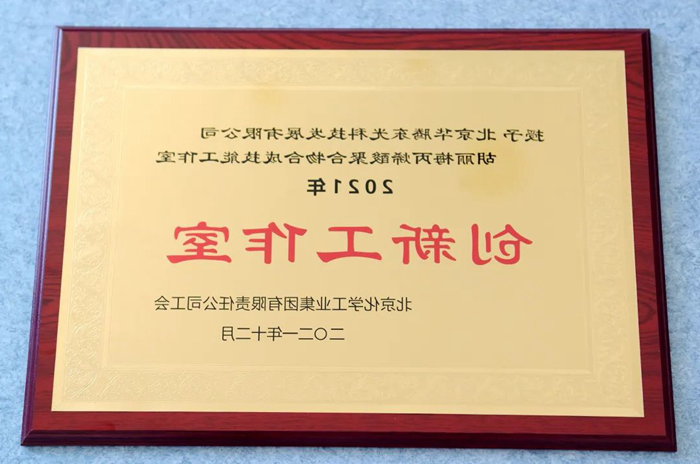 授予 北京华腾东光科技发展有限公司
胡丽梅丙烯酸聚合物合成技能工作室
2021年
创新工作室
北京化学工业集团有限责任公司工会
二〇二一年十二月